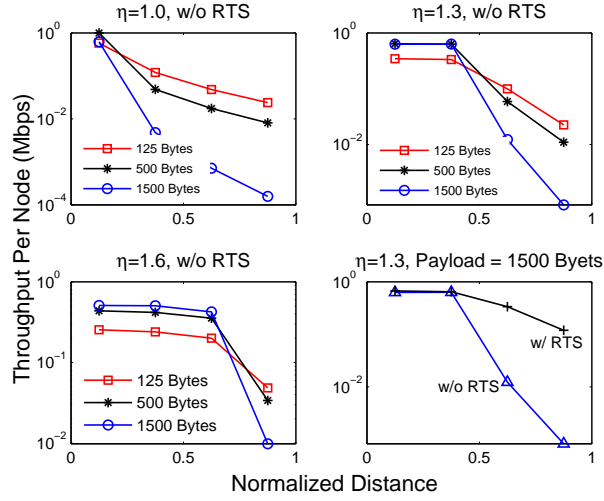 η=1.0, w/o RTS
η=1.3, w/o RTS
10^0
10^-2
10^-4
125 Bytes
500 Bytes
1500 Bytes
0
0.5
1
10^0
10^-2
125 Bytes
500 Bytes
1500 Bytes
0
0.5
1
Throughput Per Node (Mbps)
η=1.6, w/o RTS
η=1.3, Payload = 1500 Byets
10^0
10^-1
10^-2
125 Bytes
500 Bytes
1500 Bytes
0
0.5
1
10^0
10^-2
w/ RTS
w/o RTS
0
0.5
1
Normalized Distance